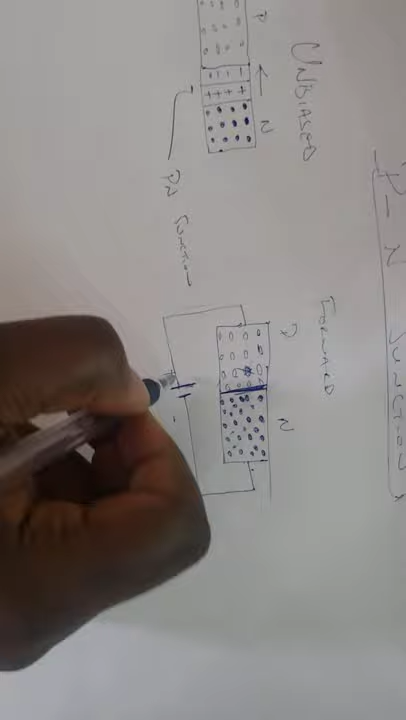 P-N JUNCTION
UNBIASED
P
N
- - - -
+ + + +
PN JUNCTION
FORWARD
P
N
+
-